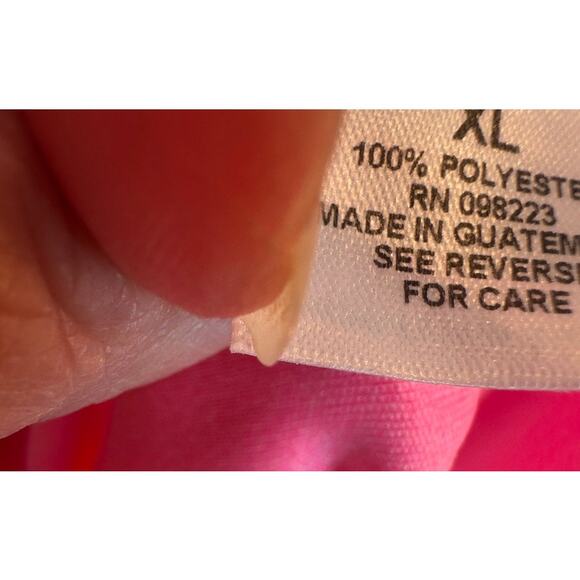 XL
100% POLYESTE
RN 098223
MADE IN GUATEM
SEE REVERS
FOR CARE